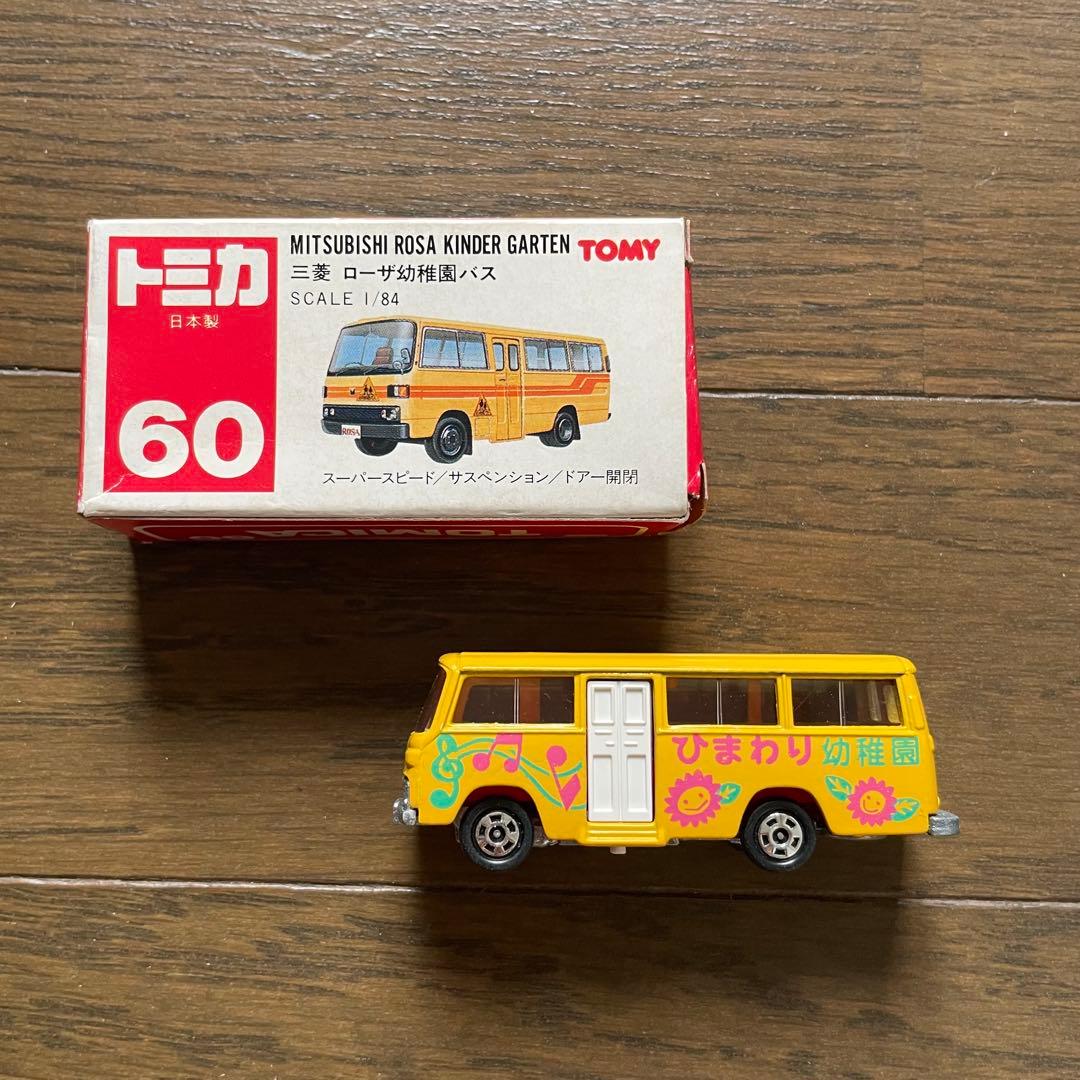 トミカ
日本製
60
MITSUBISHI ROSA KINDER GARTEN TOMY
三菱 ローザ幼稚園バス
SCALE 1/84
ROSA
スーパースピード/サスペンション/ドアー開閉
TOMICA
ひまわり幼稚園